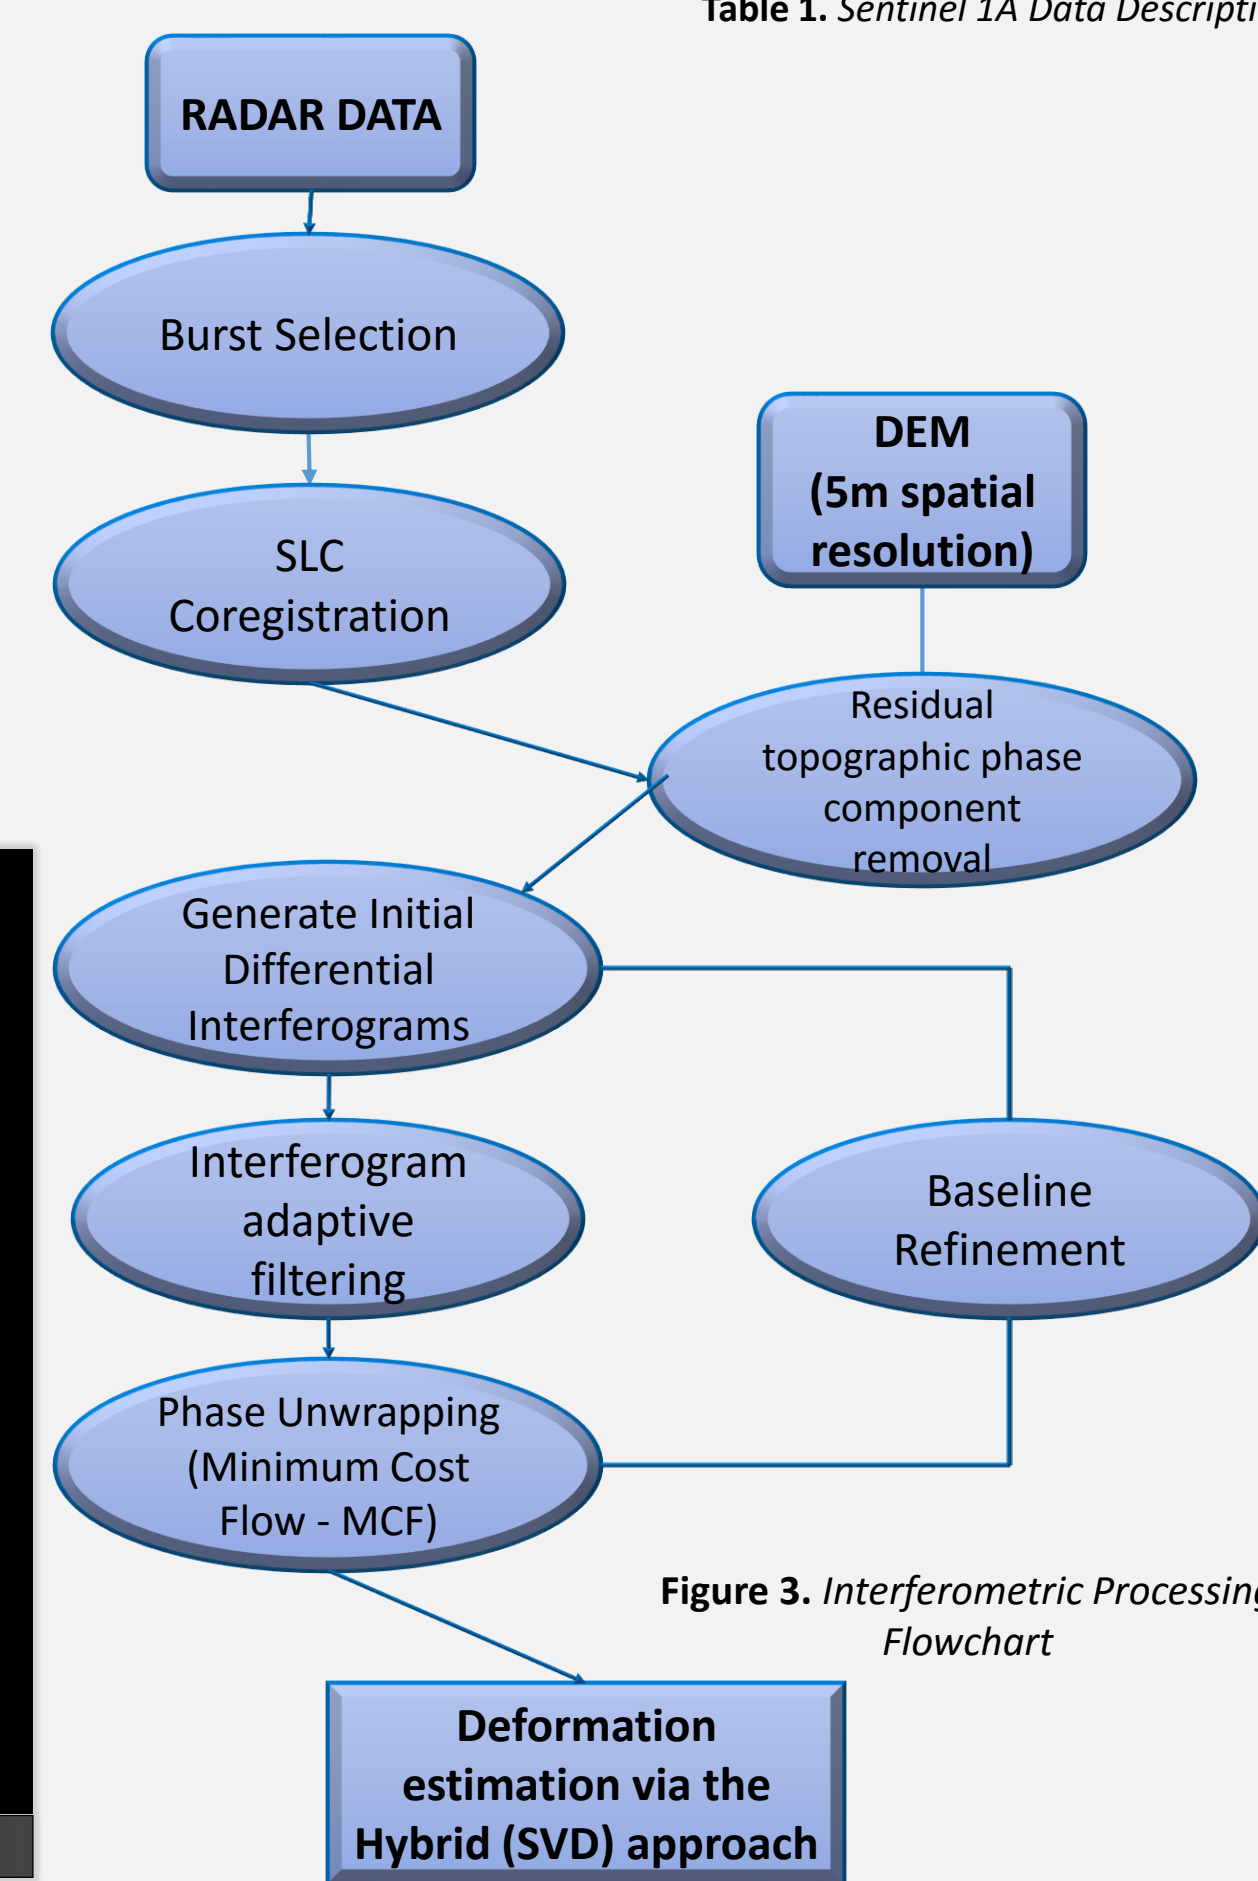 Table 1. Sentinel 1A Data Descripti
RADAR DATA
Burst Selection
SLC
Coregistration
DEM
(5m spatial
resolution)
Residual
topographic phase
component
removal
Generate Initial
Differential
Interferograms
Interferogram
adaptive
filtering
Baseline
Refinement
Phase Unwrapping
(Minimum Cost
Flow - MCF)
Figure 3. Interferometric Processing
Flowchart
Deformation
estimation via the
Hybrid (SVD) approach